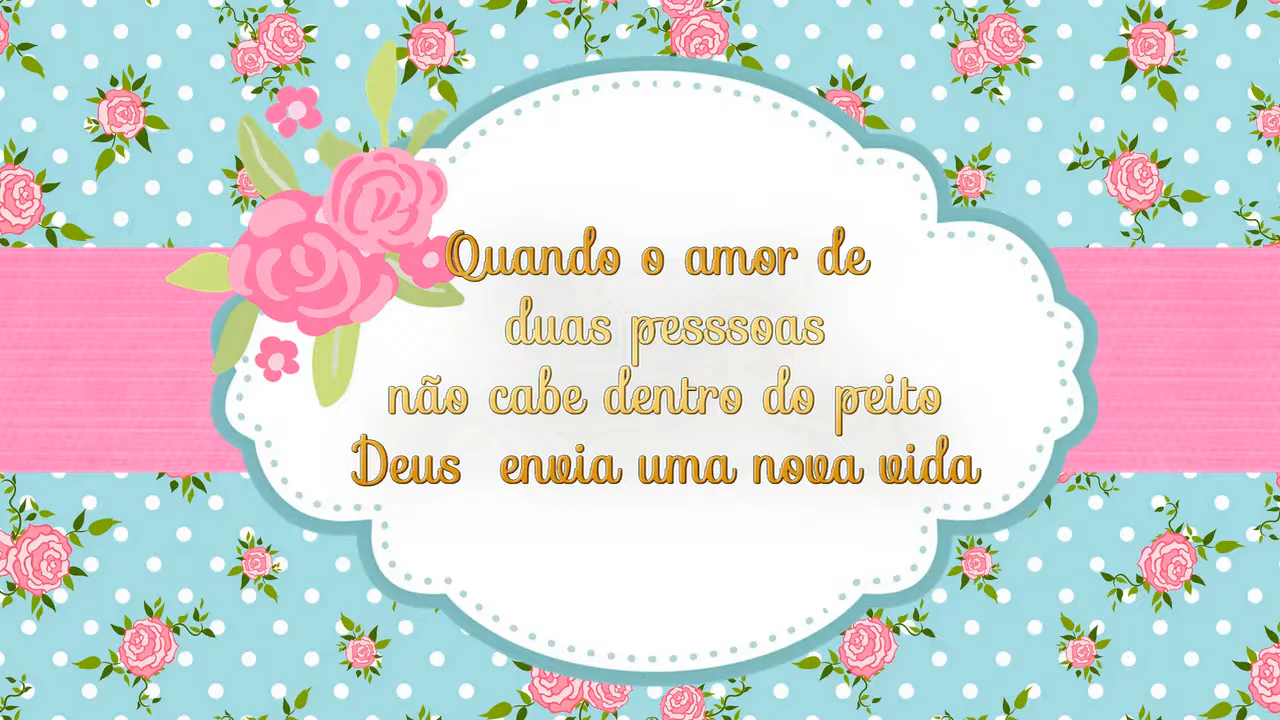 Quando o amor de
duas pesssoas
não cabe dentro do peito
Deus envia uma nova vida